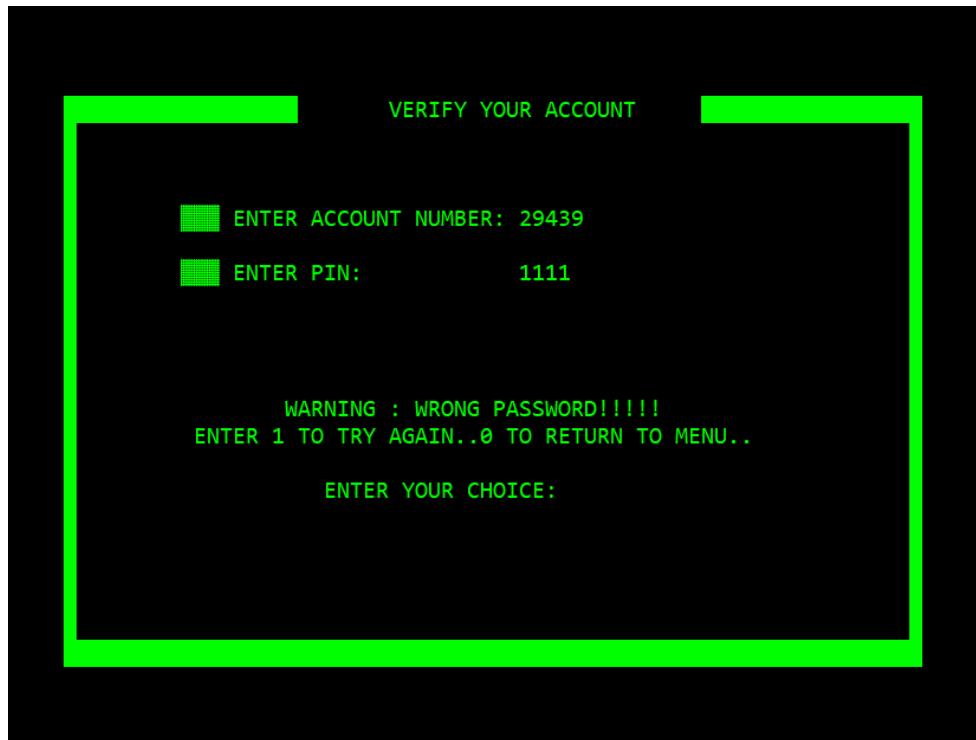 VERIFY YOUR ACCOUNT
ENTER ACCOUNT NUMBER: 29439
ENTER PIN: 1111
WARNING : WRONG PASSWORD!!!!!
ENTER 1 TO TRY AGAIN..0 TO RETURN TO MENU..
ENTER YOUR CHOICE: